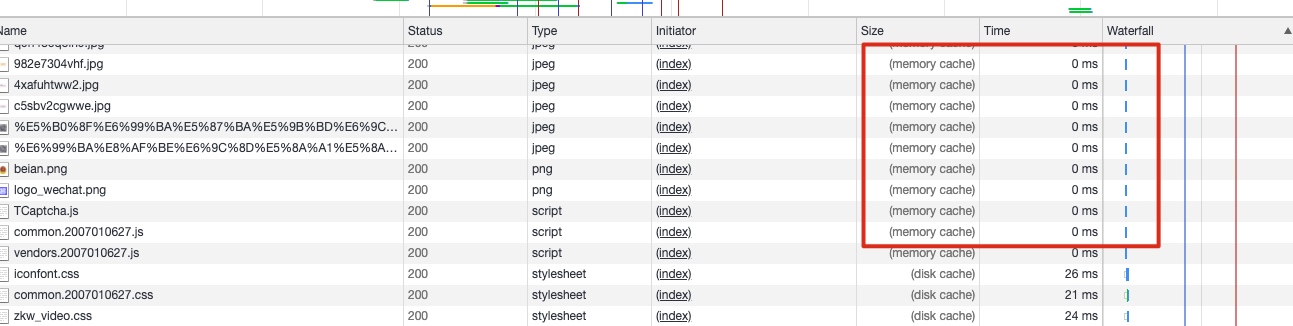 Name Status Type Initiator Size Time Waterfall
jpeg (index) (memory cache) 0 ms
982e7304vhf.jpg 200 jpeg (index) (memory cache) 0 ms
4xafuhtww2.jpg 200 jpeg (index) (memory cache) 0 ms
c5sbv2cgwwe.jpg 200 jpeg (index) (memory cache) 0 ms
%E5%B0%8F%E6%99%BA%E5%87%BA%E5%9B%BD%E6%9C... 200 jpeg (index) (memory cache) 0 ms
%E6%99%BA%E8%AF%BE%E6%9C%8D%E5%8A%A1%E5%8A... 200 jpeg (index) (memory cache) 0 ms
beian.png 200 png (index) (memory cache) 0 ms
logo_wechat.png 200 png (index) (memory cache) 0 ms
TCaptcha.js 200 script (index) (memory cache) 0 ms
common.2007010627.js 200 script (index) (memory cache) 0 ms
vendors.2007010627.js 200 script (index) (memory cache) 0 ms
iconfont.css 200 stylesheet (index) (disk cache) 26 ms
common.2007010627.css 200 stylesheet (index) (disk cache) 21 ms
zkw_video.css 200 stylesheet (index) (disk cache) 24 ms